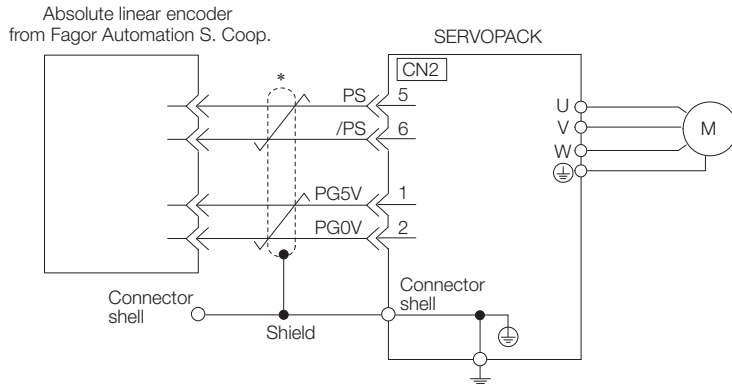 Absolute linear encoder
from Fagor Automation S. Coop.
SERVOPACK
CN2
*
PS 5
/PS 6
PG5V 1
PG0V 2
U
V
W
M
Connector
shell
Shield
Connector
shell